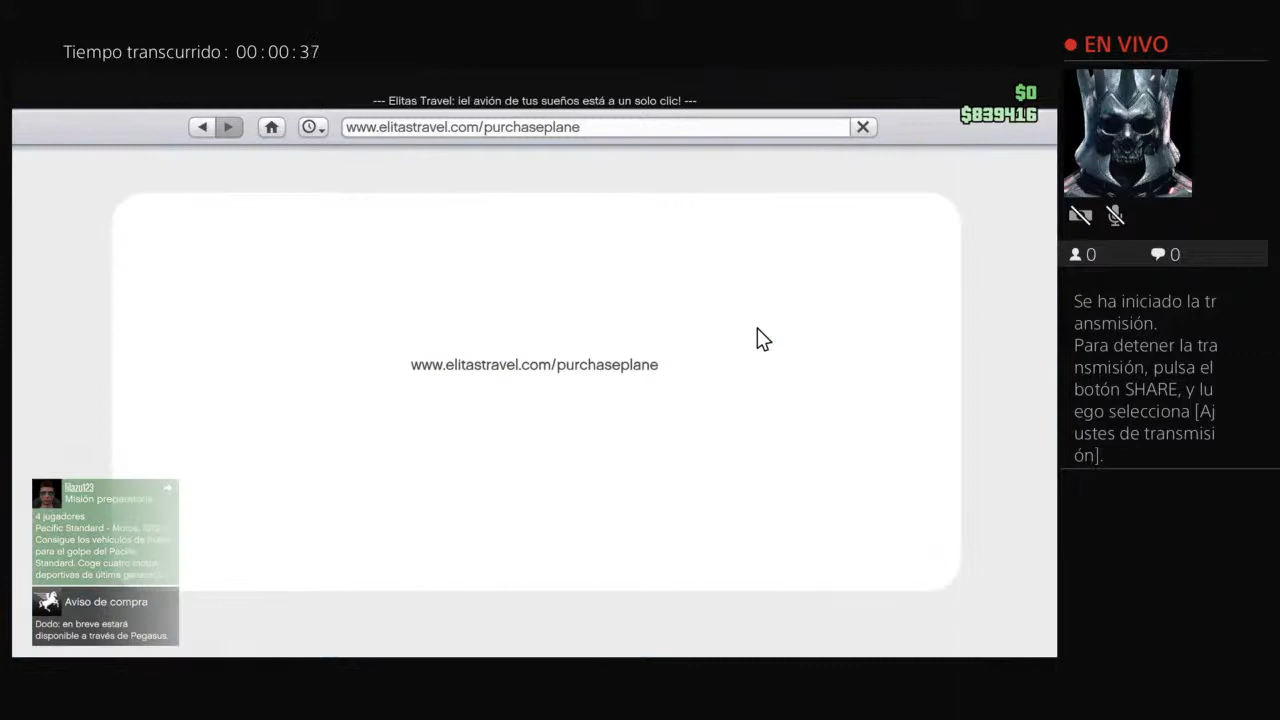 Tiempo transcurrido: 00:00:37
EN VIVO
--- Elitas Travel: ¡el avión de tus sueños está a un solo clic! ---
$0
$839416
www.elitastravel.com/purchaseplane
0 0
Se ha iniciado la tr
ansmisión.
Para detener la tra
nsmisión, pulsa el
botón SHARE, y lu
ego selecciona [Aj
ustes de transmisi
ón].
www.elitastravel.com/purchaseplane
Misión preparatoria
4 jugadores
Pacific Standard - Motos.
Consigue los vehículos de
para el golpe del Pacific
Standard. Coge cuatro motos
deportivas de última
Aviso de compra
Dodo: en breve estará
disponible a través de Pegasus.